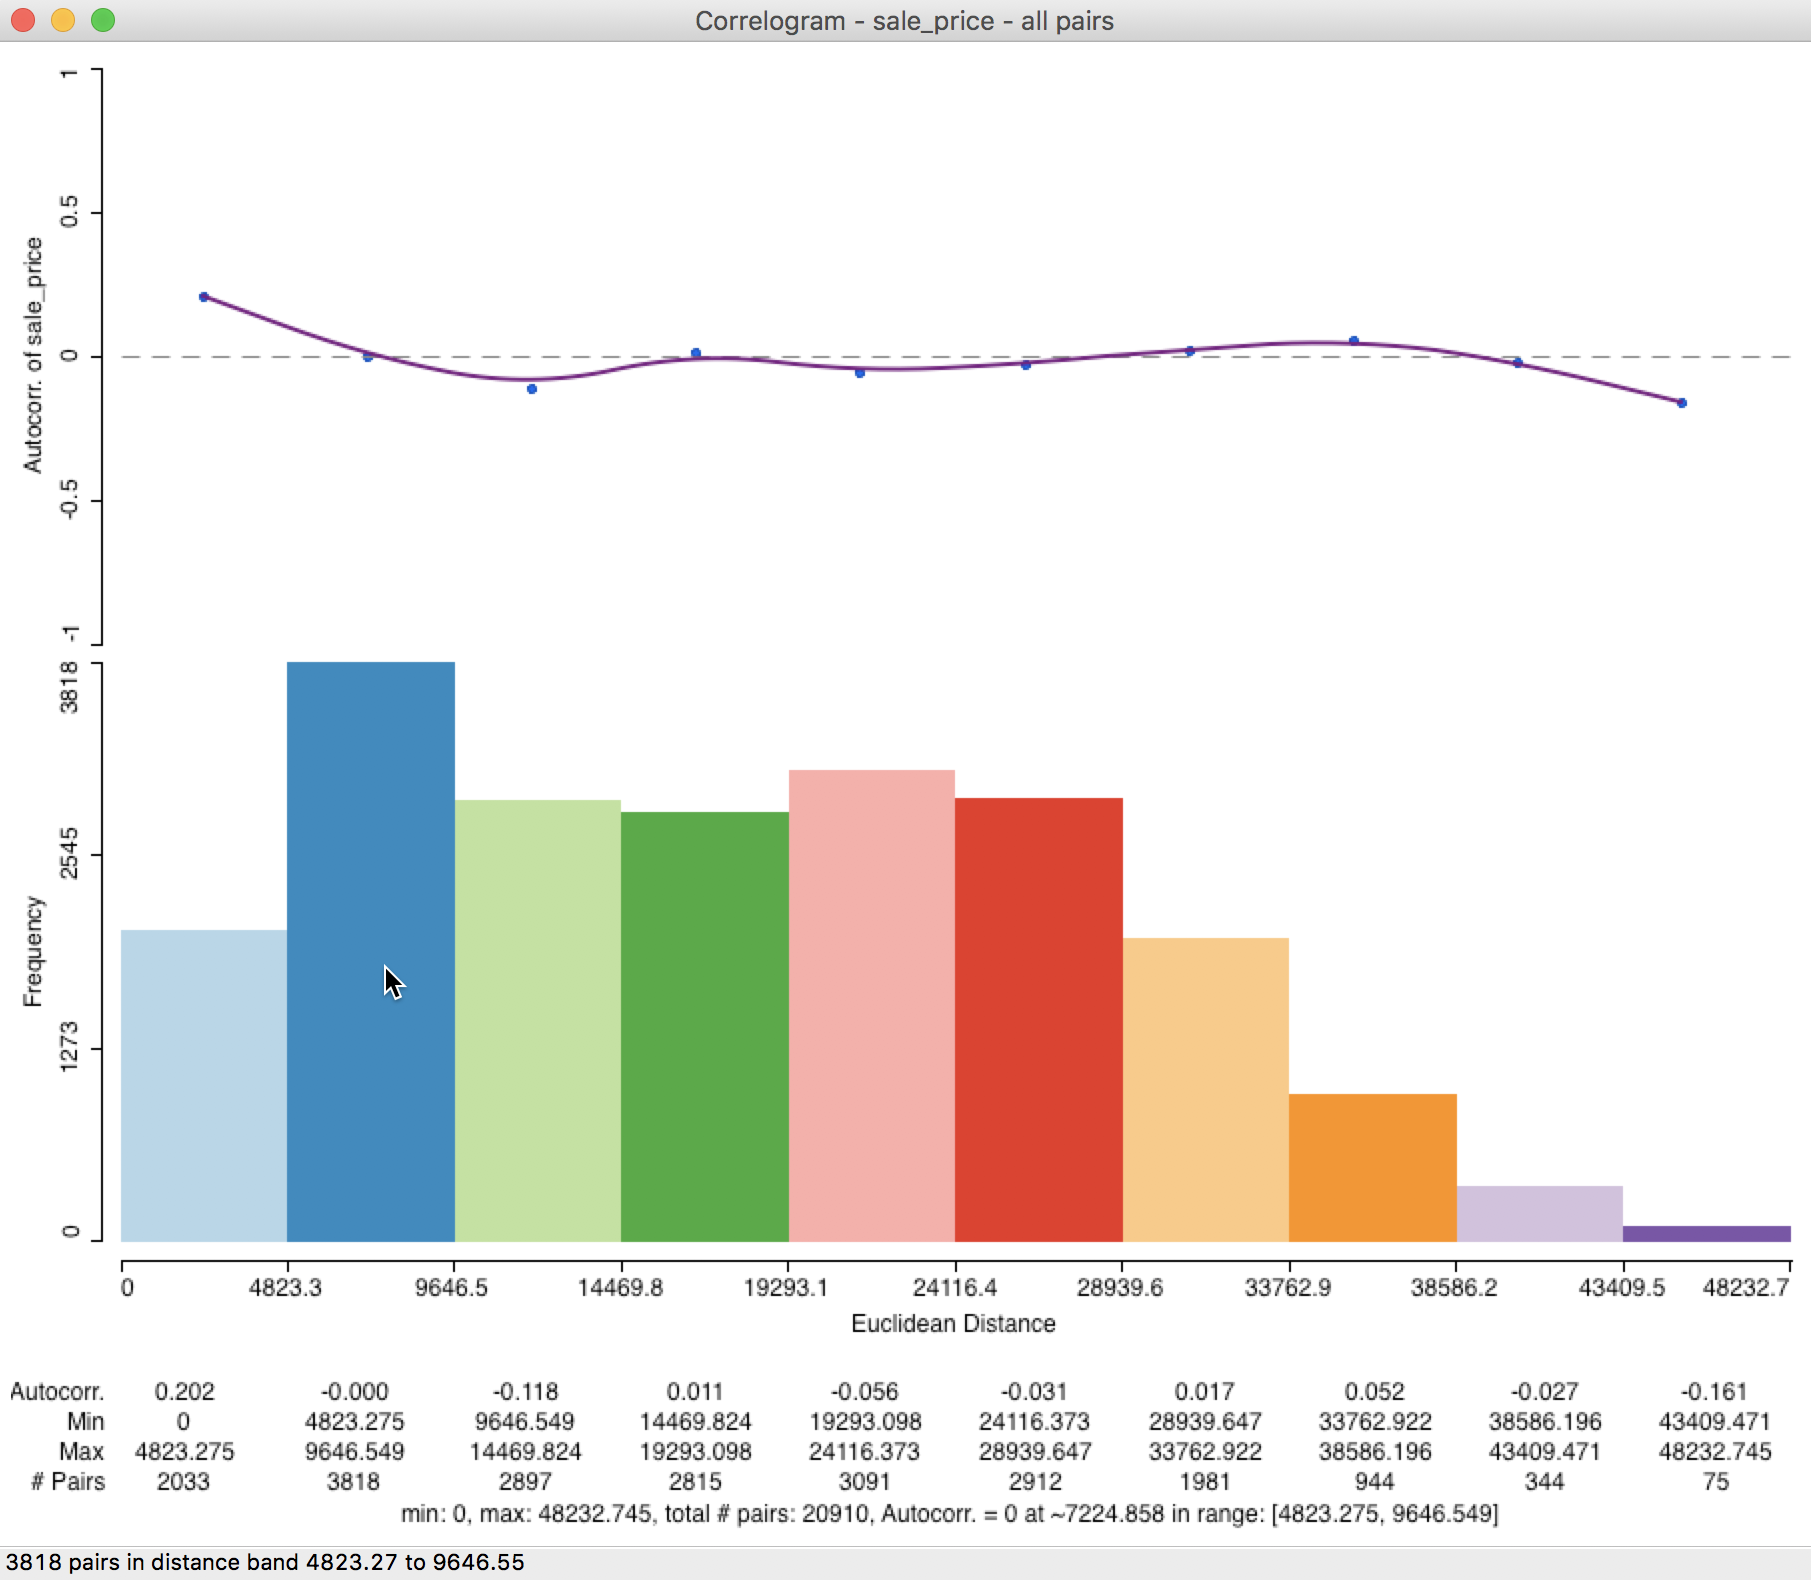 Correlogram - sale_price - all pairs
1
0.5
0
-0.5
-1
Autocorr. of sale_price
3818
2545
1273
0
Frequency
0 4823.3 9646.5 14469.8 19293.1 24116.4 28939.6 33762.9 38586.2 43409.5 48232.7
Euclidean Distance
Autocorr. 0.202 -0.000 -0.118 0.011 -0.056 -0.031 0.017 0.052 -0.027 -0.161
Min 0 4823.275 9646.549 14469.824 19293.098 24116.373 28939.647 33762.922 38586.196 43409.471
Max 4823.275 9646.549 14469.824 19293.098 24116.373 28939.647 33762.922 38586.196 43409.471 48232.745
# Pairs 2033 3818 2897 2815 3091 2912 1981 944 344 75
min: 0, max: 48232.745, total # pairs: 20910, Autocorr. = 0 at ~7224.858 in range: [4823.275, 9646.549]
3818 pairs in distance band 4823.27 to 9646.55